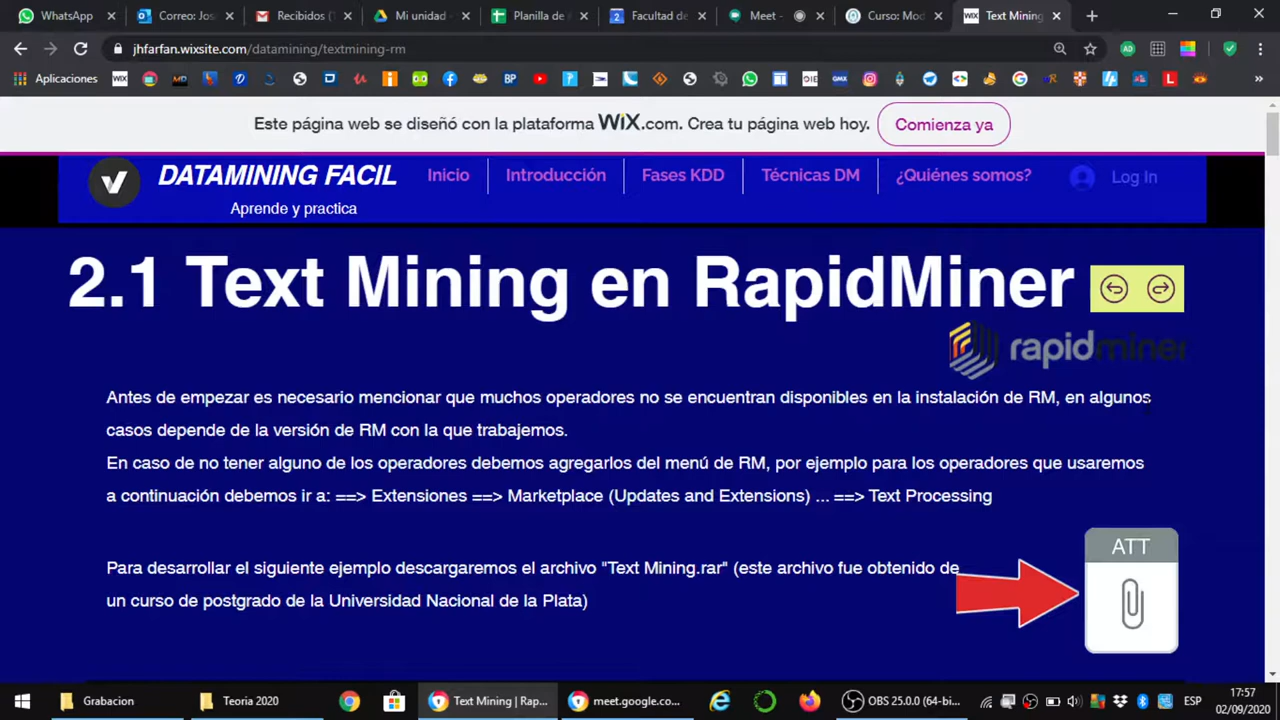 WhatsApp
Correo: Jos
Recibidos (
Mi unidad
Planilla de
Facultad de
Meet -
Curso: Mod
WIX
Text Mining
jhfarfan.wixsite.com/datamining/textmining-rm
Aplicaciones
Este página web se diseñó con la plataforma WiX.com. Crea tu página web hoy.
Comienza ya
DATAMINING FACIL
Aprende y practica
Inicio
Introducción
Fases KDD
Técnicas DM
¿Quiénes somos?
Log In
2.1 Text Mining en RapidMiner
rapidminer
Antes de empezar es necesario mencionar que muchos operadores no se encuentran disponibles en la instalación de RM, en algunos
casos depende de la versión de RM con la que trabajemos.
En caso de no tener alguno de los operadores debemos agregarlos del menú de RM, por ejemplo para los operadores que usaremos
a continuación debemos ir a: ==> Extensiones ==> Marketplace (Updates and Extensions) ... ==> Text Processing
Para desarrollar el siguiente ejemplo descargaremos el archivo "Text Mining.rar" (este archivo fue obtenido de
un curso de postgrado de la Universidad Nacional de la Plata)
ATT
Grabacion
Teoria 2020
Text Mining | Rap...
meet.google.co...
OBS 25.0.0 (64-bi...
ESP
17:57
02/09/2020